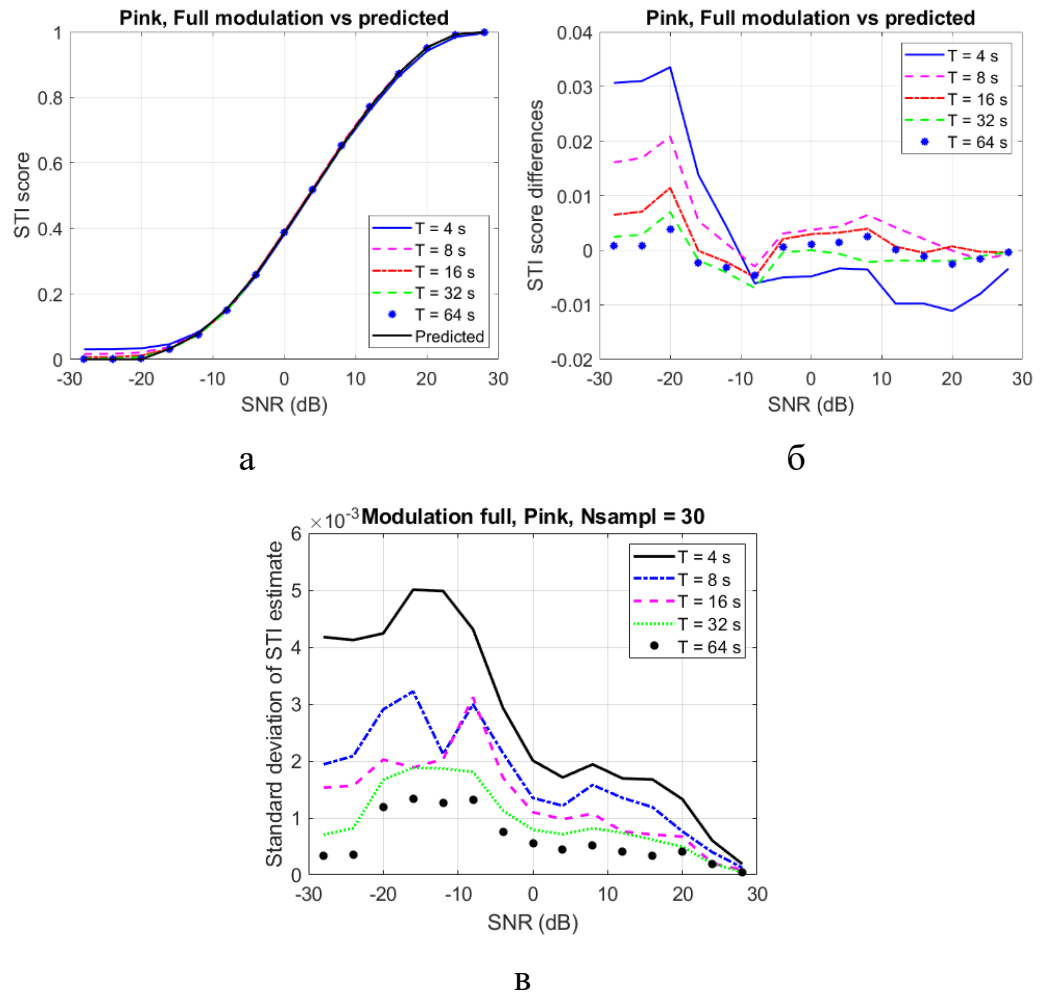 Pink, Full modulation vs predicted
1
0.8
0.6
0.4
0.2
0
STI score
-30
-20
-10
0
10
20
30
SNR (dB)
T = 4 s
T = 8 s
T = 16 s
T = 32 s
T = 64 s
Predicted
а
Pink, Full modulation vs predicted
0.04
0.03
0.02
0.01
0
-0.01
-0.02
STI score differences
-30
-20
-10
0
10
20
30
SNR (dB)
T = 4 s
T = 8 s
T = 16 s
T = 32 s
T = 64 s
б
×10-3 Modulation full, Pink, Nsampl = 30
6
5
4
3
2
1
0
Standard deviation of STI estimate
-30
-20
-10
0
10
20
30
SNR (dB)
T = 4 s
T = 8 s
T = 16 s
T = 32 s
T = 64 s
в